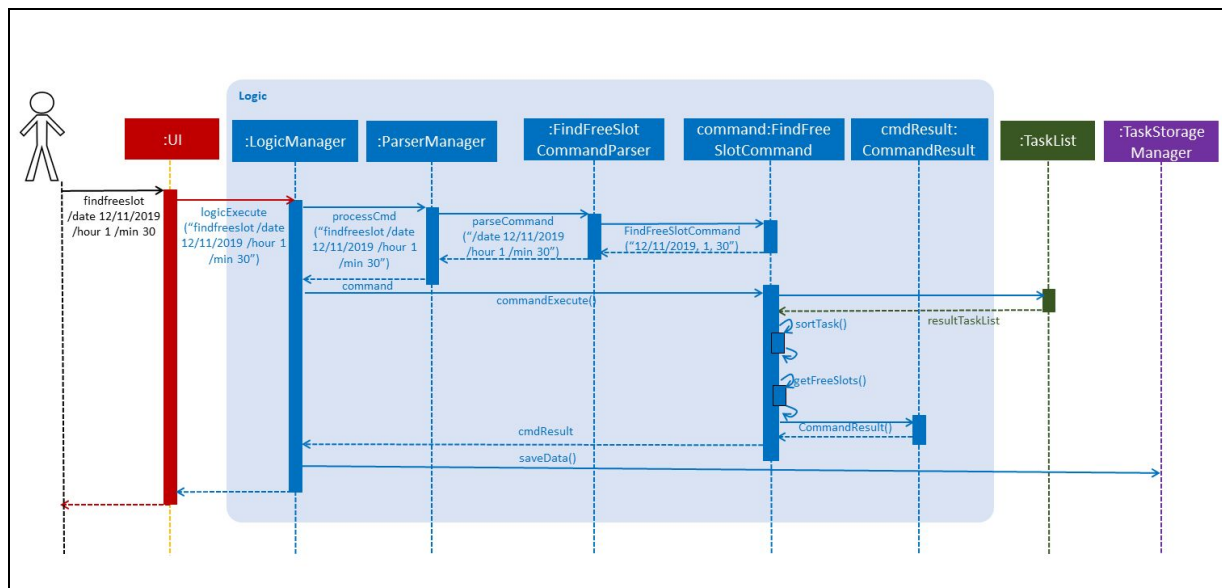 Logic
:UI
:LogicManager
:ParserManager
:FindFreeSlot
CommandParser
command:FindFree
SlotCommand
cmdResult:
CommandResult
:TaskList
:TaskStorage
Manager
findfreeslot
/date 12/11/2019
/hour 1 /min 30
logicExecute
(“findfreeslot /date
12/11/2019 /hour 1
/min 30”)
processCmd
(“findfreeslot /date
12/11/2019 /hour 1
/min 30”)
parseCommand
(“/date 12/11/2019
/hour 1 /min 30”)
FindFreeSlotCommand
(“12/11/2019, 1, 30”)
command
commandExecute()
resultTaskList
sortTask()
getFreeSlots()
CommandResult()
cmdResult
saveData()